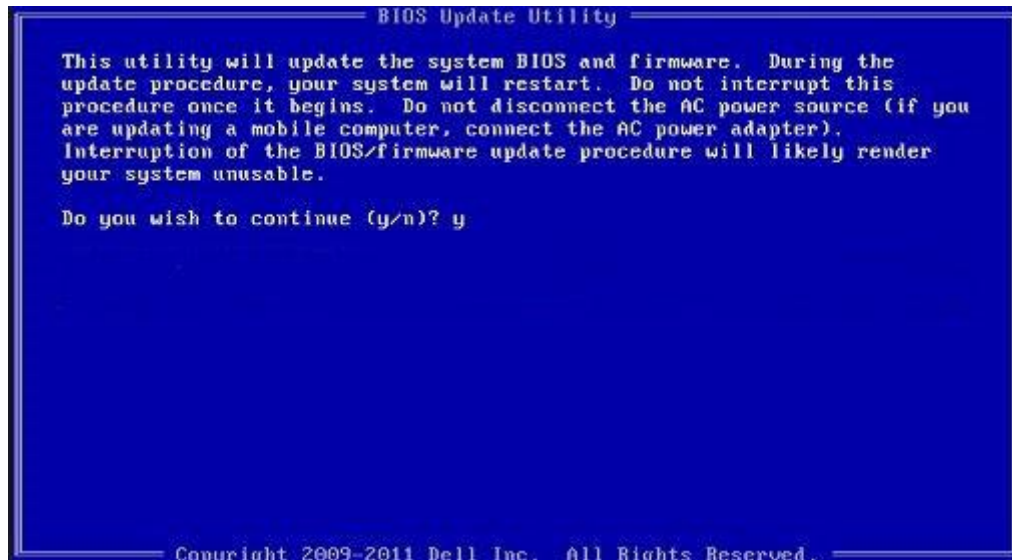 BIOS Update Utility
This utility will update the system BIOS and firmware. During the
update procedure, your system will restart. Do not interrupt this
procedure once it begins. Do not disconnect the AC power source (if you
are updating a mobile computer, connect the AC power adapter).
Interruption of the BIOS/firmware update procedure will likely render
your system unusable.
Do you wish to continue (y/n)? y
Copyright 2009-2011 Dell Inc. All Rights Reserved.